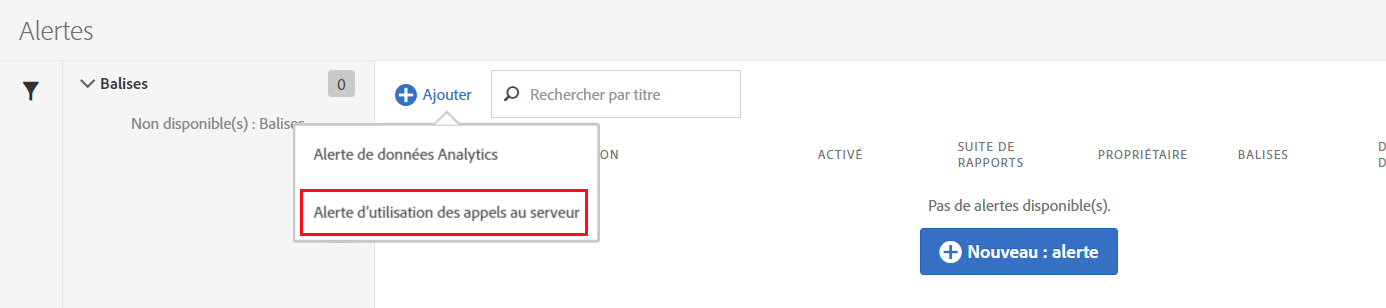 Alertes
Balises
0
Non disponible(s) : Balises
Ajouter
Rechercher par titre
Alerte de données Analytics
Alerte d'utilisation des appels au serveur
ON
ACTIVÉ
SUITE DE
RAPPORTS
PROPRIÉTAIRE
BALISES
D
D
Pas de alertes disponible(s).
Nouveau : alerte